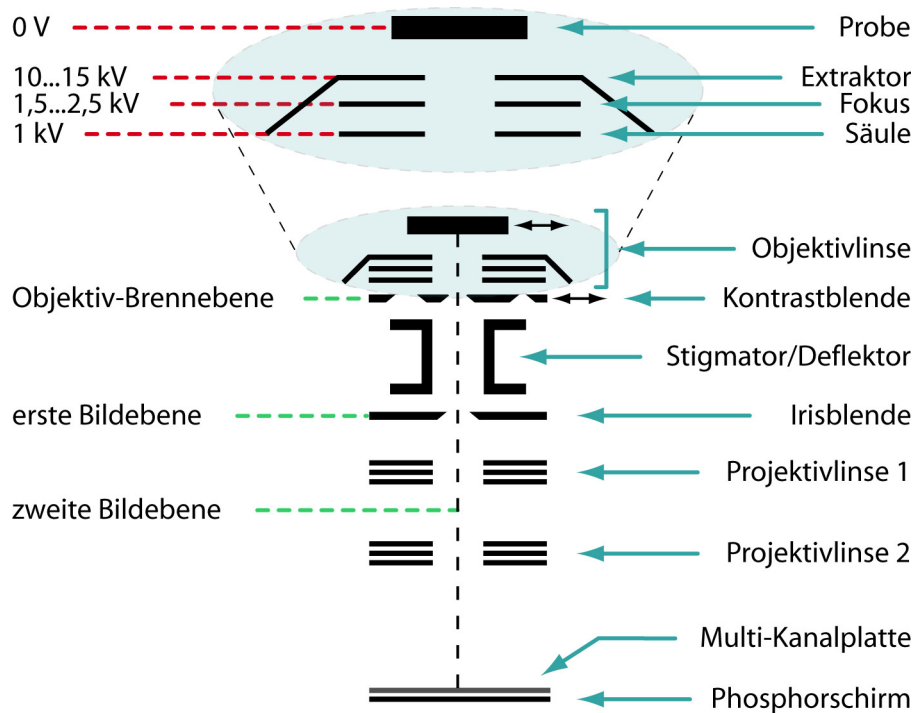 0 V
Probe
10...15 kV
Extraktor
1,5...2,5 kV
Fokus
1 kV
Säule
Objektivlinse
Objektiv-Brennebene
Kontrastblende
Stigmator/Deflektor
erste Bildebene
Irisblende
Projektivlinse 1
zweite Bildebene
Projektivlinse 2
Multi-Kanalplatte
Phosphorschirm